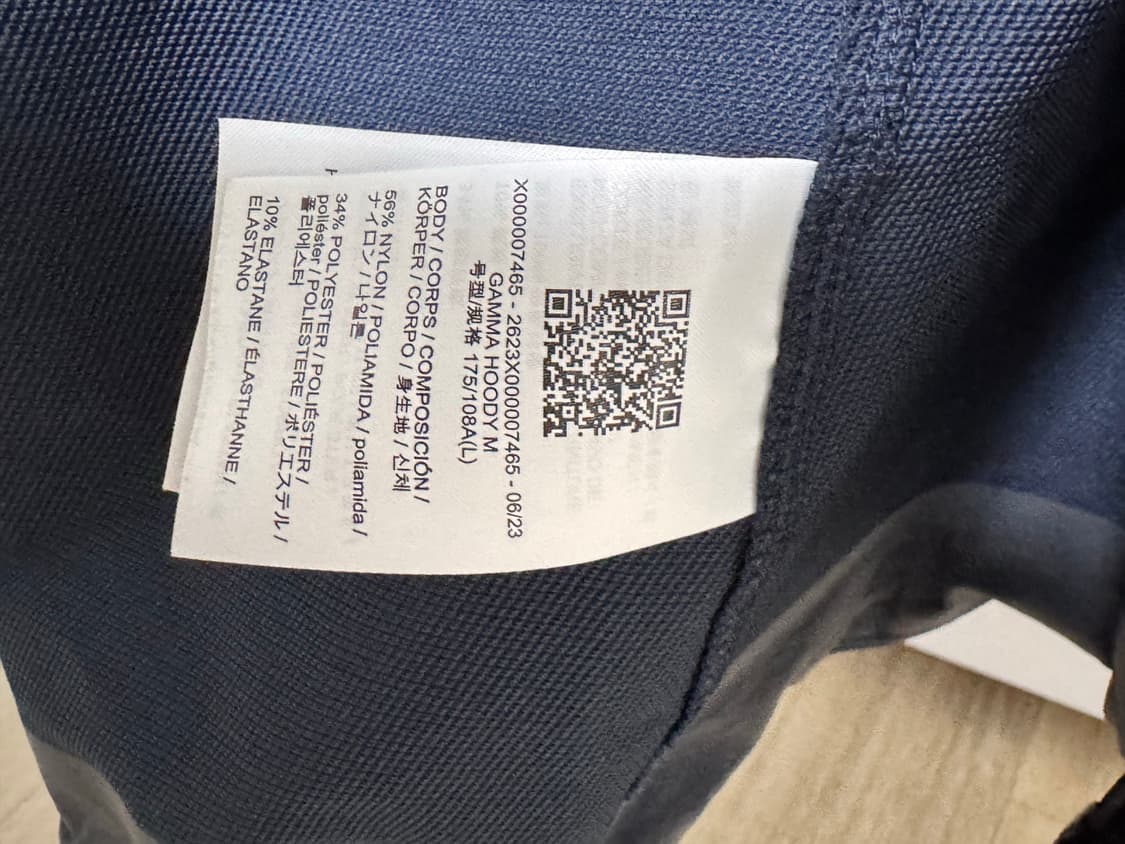 X000007465 - 2623X000007465 - 06/23
GAMMA HOODY M
号型/规格 175/108A(L)
BODY / CORPS / COMPOSICIÓN /
KÖRPER / CORPO / 身生地 / 신체
56% NYLON / POLIAMIDA / poliamida /
ナイロン / 나일론
34% POLYESTER / POLIÉSTER /
poliéster / POLIESTERE / ポリエステル /
폴리에스터
10% ELASTANE / ÉLASTHANNE /
ELASTANO